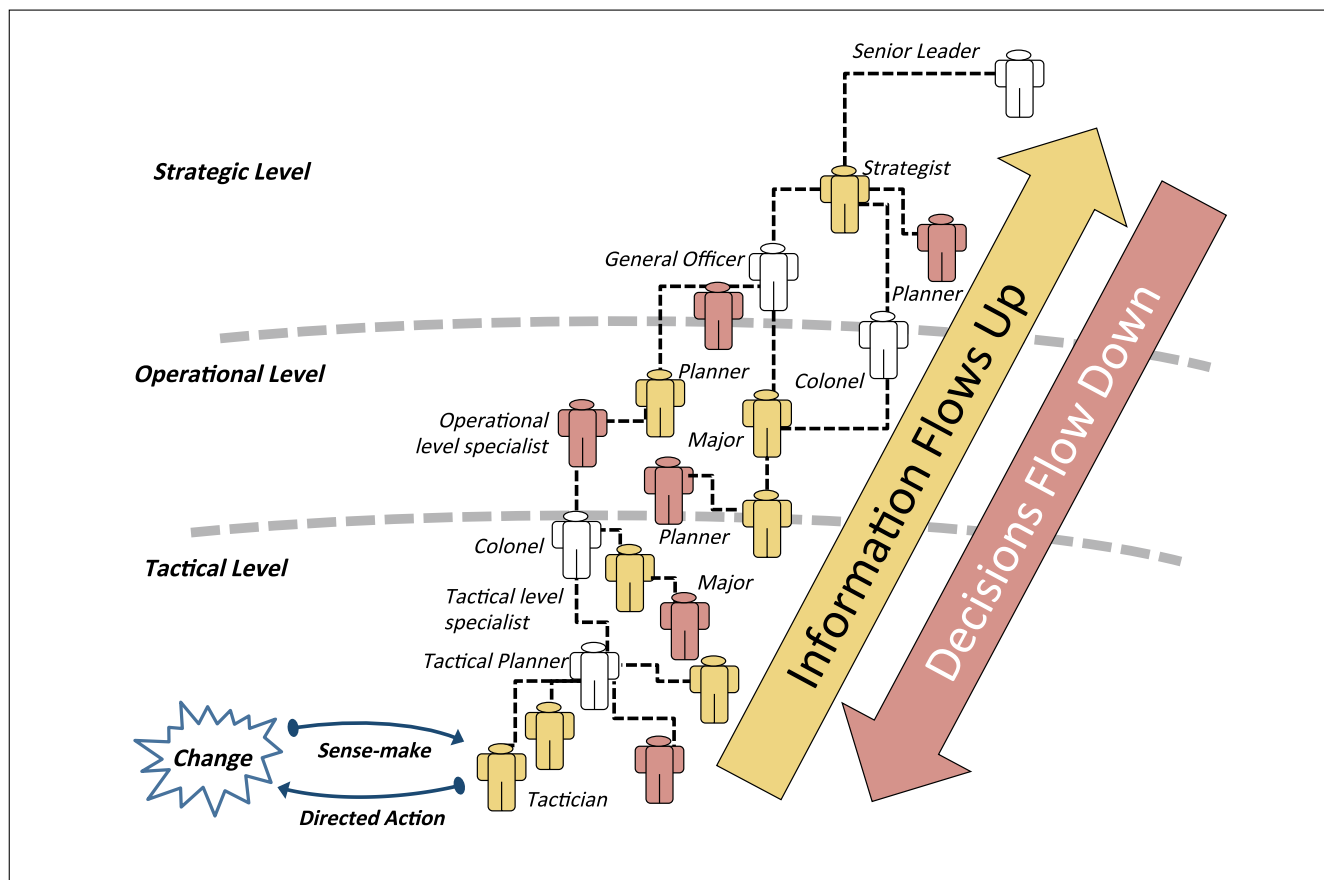 Senior Leader
Strategic Level
Strategist
General Officer
Planner
Operational Level
Planner
Colonel
Operational
level specialist
Major
Planner
Colonel
Tactical Level
Major
Tactical level
specialist
Tactical Planner
Change
Sense-make
Directed Action
Tactician
Information Flows Up
Decisions Flow Down